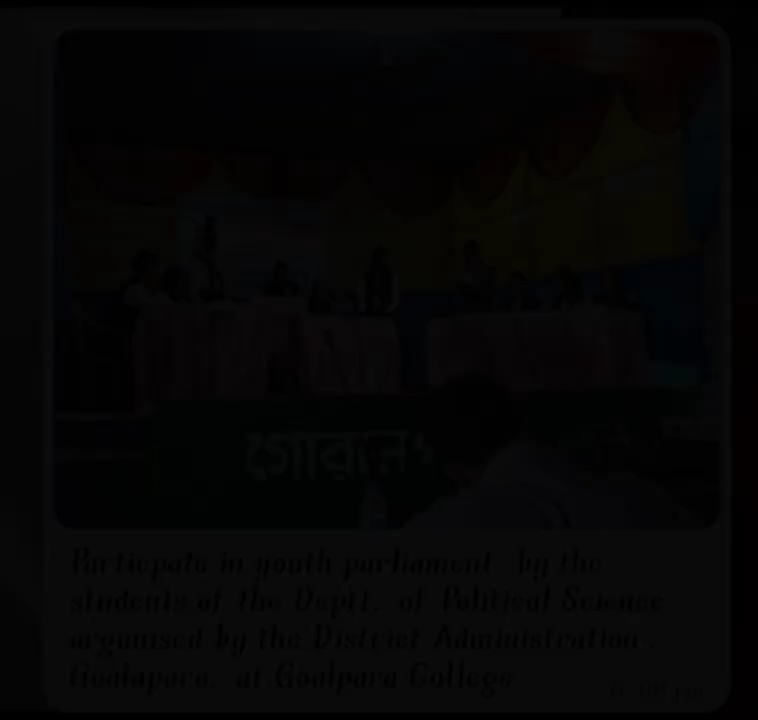 Particpate in youth parliament by the
students of the Deptt. of Political Science
organised by the District Administration.
Goalapara. at Goalpara College